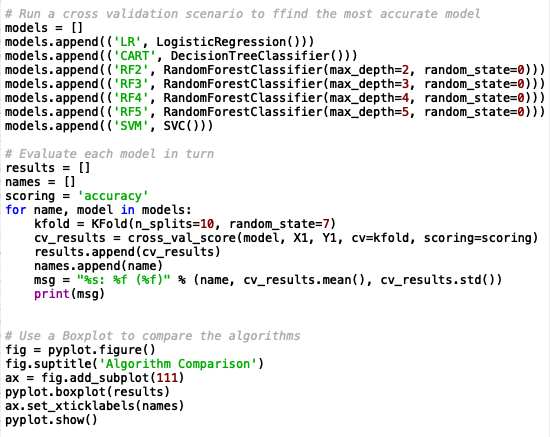 # Run a cross validation scenario to ffind the most accurate model
models = []
models.append(('LR', LogisticRegression()))
models.append(('CART', DecisionTreeClassifier()))
models.append(('RF2', RandomForestClassifier(max_depth=2, random_state=0)))
models.append(('RF3', RandomForestClassifier(max_depth=3, random_state=0)))
models.append(('RF4', RandomForestClassifier(max_depth=4, random_state=0)))
models.append(('RF5', RandomForestClassifier(max_depth=5, random_state=0)))
models.append(('SVM', SVC()))

# Evaluate each model in turn
results = []
names = []
scoring = 'accuracy'
for name, model in models:
    kfold = KFold(n_splits=10, random_state=7)
    cv_results = cross_val_score(model, X1, Y1, cv=kfold, scoring=scoring)
    results.append(cv_results)
    names.append(name)
    msg = "%s: %f (%f)" % (name, cv_results.mean(), cv_results.std())
    print(msg)


# Use a Boxplot to compare the algorithms
fig = pyplot.figure()
fig.suptitle('Algorithm Comparison')
ax = fig.add_subplot(111)
pyplot.boxplot(results)
ax.set_xticklabels(names)
pyplot.show()